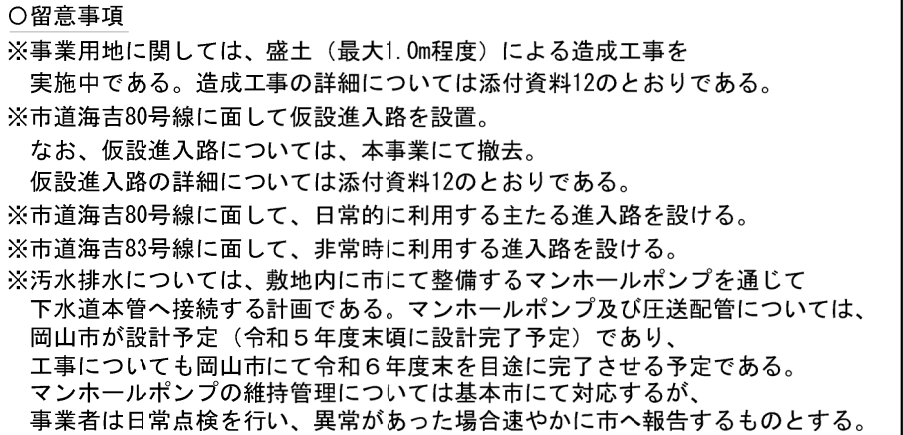 〇留意事項
※事業用地に関しては、盛土（最大1.0m程度）による造成工事を
実施中である。造成工事の詳細については添付資料12のとおりである。
※市道海吉80号線に面して仮設進入路を設置。
なお、仮設進入路については、本事業にて撤去。
仮設進入路の詳細については添付資料12のとおりである。
※市道海吉80号線に面して、日常的に利用する主たる進入路を設ける。
※市道海吉83号線に面して、非常時に利用する進入路を設ける。
※汚水排水については、敷地内に市にて整備するマンホールポンプを通じて
下水道本管へ接続する計画である。マンホールポンプ及び圧送配管については、
岡山市が設計予定（令和５年度末頃に設計完了予定）であり、
工事についても岡山市にて令和６年度末を目途に完了させる予定である。
マンホールポンプの維持管理については基本市にて対応するが、
事業者は日常点検を行い、異常があった場合速やかに市へ報告するものとする。